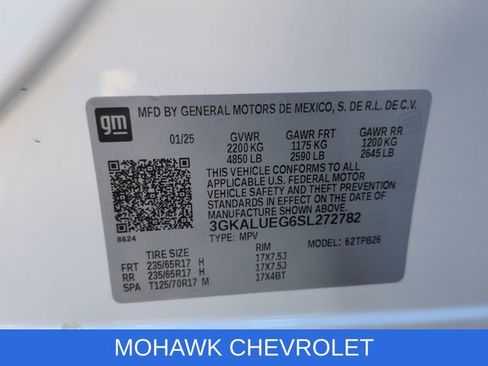 gm
MFD BY GENERAL MOTORS DE MEXICO, S. DE R.L. DE C.V.
01/25 GVWR GAWR FRT GAWR RR
2200 KG 1175 KG 1200 KG
4850 LB 2590 LB 2645 LB
THIS VEHICLE CONFORMS TO ALL
APPLICABLE U.S. FEDERAL MOTOR
VEHICLE SAFETY AND THEFT PREVENTION
STANDARDS IN EFFECT ON THE DATE OF
MANUFACTURE SHOWN ABOVE.
3GKALUEG6SL272782
8624
TYPE: MPV MODEL: 62TPB26
TIRE SIZE RIM
FRT 235/65R17 H 17X7.5J
RR 235/65R17 H 17X7.5J
SP T125/70R17 M 17X4BT
MOHAWK CHEVROLET